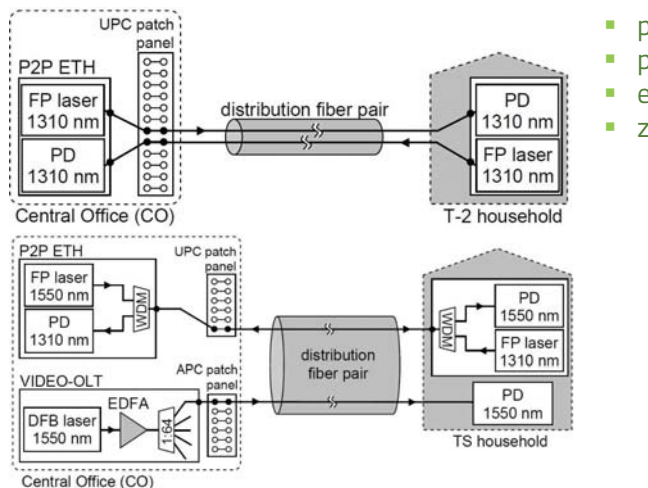 UPC patch
panel
P2P ETH
FP laser
1310 nm
PD
1310 nm
distribution fiber pair
PD
1310 nm
FP laser
1310 nm
Central Office (CO)
T-2 household
P2P ETH
FP laser
1550 nm
PD
1310 nm
WDM
UPC patch
panel
distribution
fiber pair
WDM
PD
1550 nm
FP laser
1310 nm
VIDEO-OLT
DFB laser
1550 nm
EDFA
1:64
APC patch
panel
PD
1550 nm
TS household
Central Office (CO)
▪ p
▪ p
▪ e
▪ z